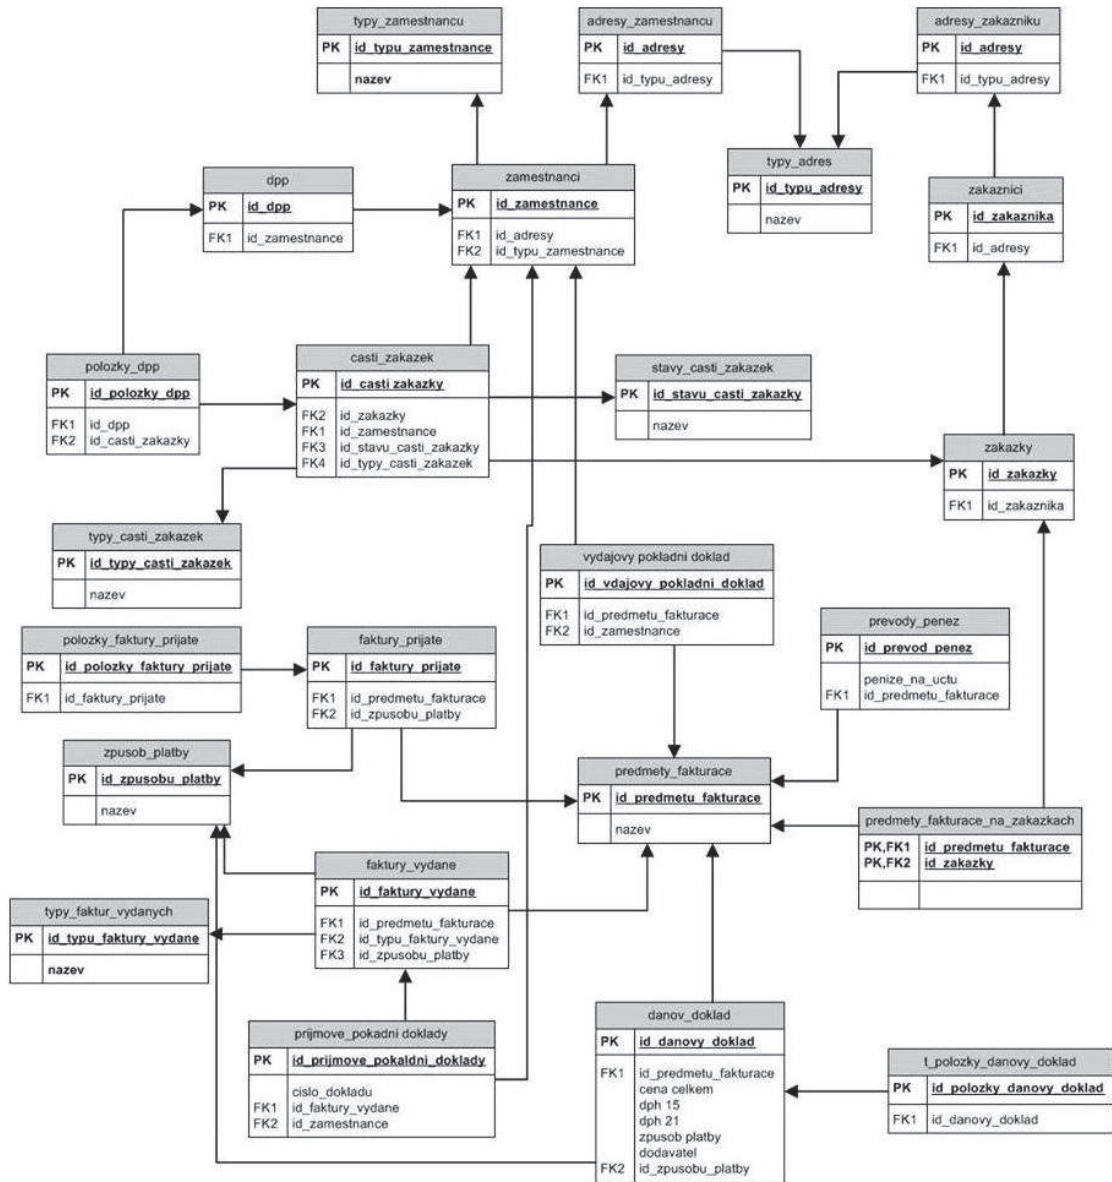 typy_zamestnancu
PK id_typu_zamestnance
nazev
adresy_zamestnancu
PK id_adresy
FK1 id_typu_adresy
adresy_zakazniku
PK id_adresy
FK1 id_typu_adresy
typy_adres
PK id_typu_adresy
nazev
dpp
PK id_dpp
FK1 id_zamestnance
zamestnanci
PK id_zamestnance
FK1 id_adresy
FK2 id_typu_zamestnance
zakaznici
PK id_zakaznika
FK1 id_adresy
polozky_dpp
PK id_polozky_dpp
FK1 id_dpp
FK2 id_casti_zakazky
casti_zakazek
PK id_casti zakazky
FK2 id_zakazky
FK1 id_zamestnance
FK3 id_stavu_casti_zakazky
FK4 id_typy_casti_zakazek
stavy_casti_zakazek
PK id_stavu_casti_zakazky
nazev
zakazky
PK id_zakazky
FK1 id_zakaznika
typy_casti_zakazek
PK id_typy_casti_zakazek
nazev
vydajovy pokladni doklad
PK id_vdajovy_pokladni_doklad
FK1 id_predmetu_fakturace
FK2 id_zamestnance
prevody_penez
PK id_prevod_penez
penize_na_uctu
FK1 id_predmetu_fakturace
polozky_faktury_prijate
PK id_polozky_faktury_prijate
FK1 id_faktury_prijate
faktury_prijate
PK id_faktury_prijate
FK1 id_predmetu_fakturace
FK2 id_zpusobu_platby
zpusob_platby
PK id_zpusobu_platby
nazev
predmety_fakturace
PK id_predmetu_fakturace
nazev
predmety_fakturace_na_zakazkach
PK,FK1 id_predmetu_fakturace
PK,FK2 id_zakazky
faktury_vydane
PK id_faktury_vydane
FK1 id_predmetu_fakturace
FK2 id_typu_faktury_vydane
FK3 id_zpusobu_platby
typy_faktur_vydanych
PK id_typu_faktury_vydane
nazev
prijmove_pokadni doklady
PK id_prijmove_pokaldni_doklady
cislo_dokladu
FK1 id_faktury_vydane
FK2 id_zamestnance
danov_doklad
PK id_danovy_doklad
FK1 id_predmetu_fakturace
cena celkem
dph 15
dph 21
zpusob platby
dodavatel
FK2 id_zpusobu_platby
t_polozky_danovy_doklad
PK id_polozky_danovy_doklad
FK1 id_danovy_doklad